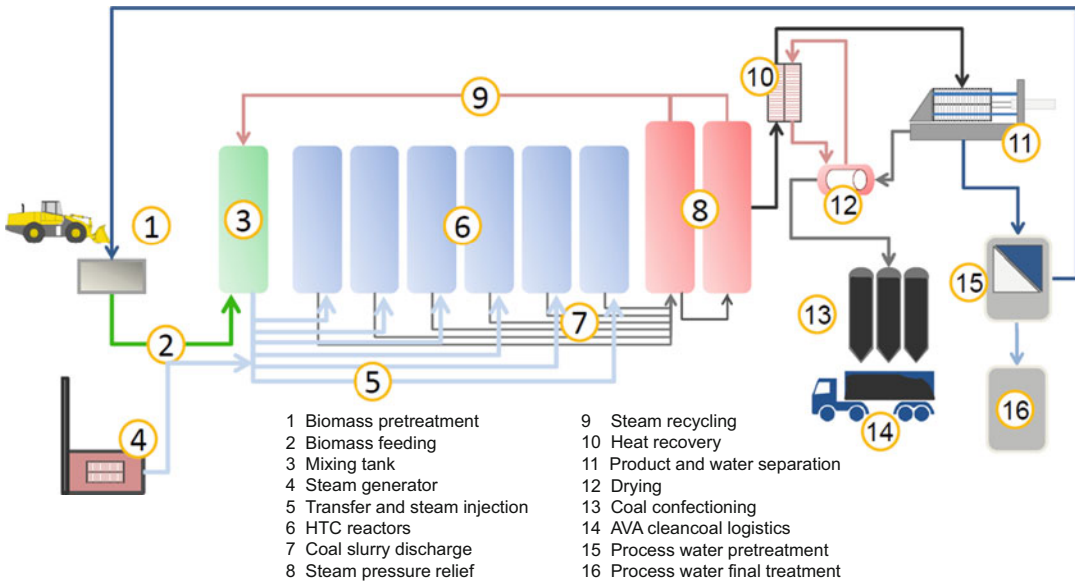 9
10
11
1
3
6
8
12
15
2
7
13
5
4
14
16
1 Biomass pretreatment
2 Biomass feeding
3 Mixing tank
4 Steam generator
5 Transfer and steam injection
6 HTC reactors
7 Coal slurry discharge
8 Steam pressure relief
9 Steam recycling
10 Heat recovery
11 Product and water separation
12 Drying
13 Coal confectioning
14 AVA cleancoal logistics
15 Process water pretreatment
16 Process water final treatment